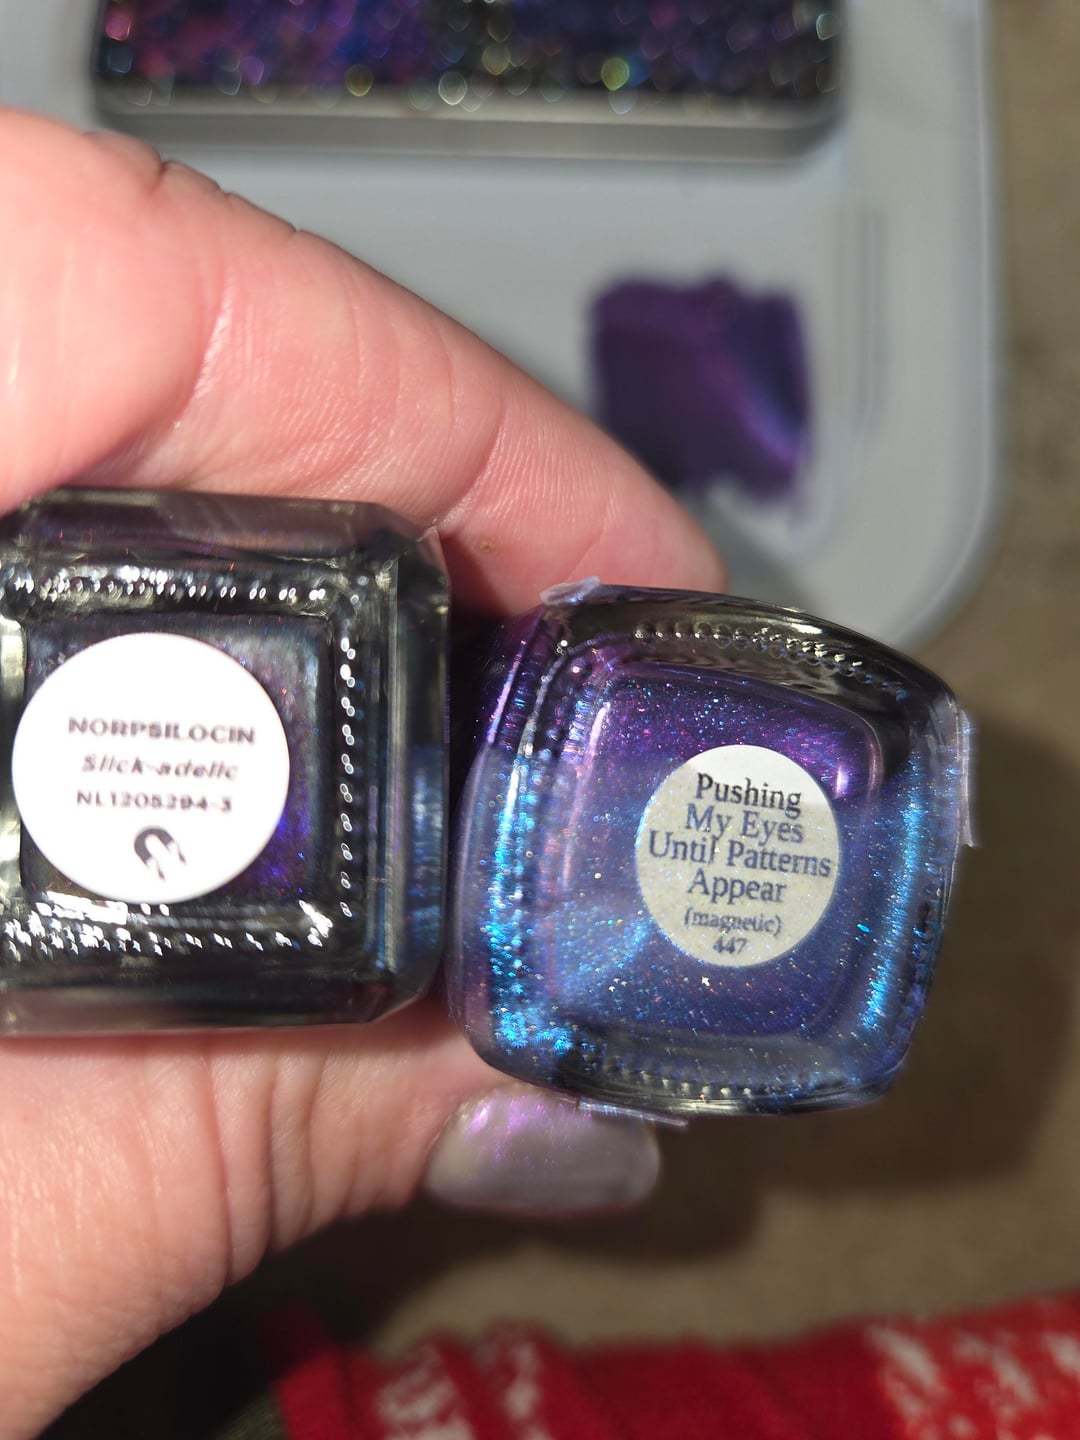 NORPSILOCIN
Slick-adelic
NL1205294-3
Pushing
My Eyes
Until Patterns
Appear
(magnetic)
447